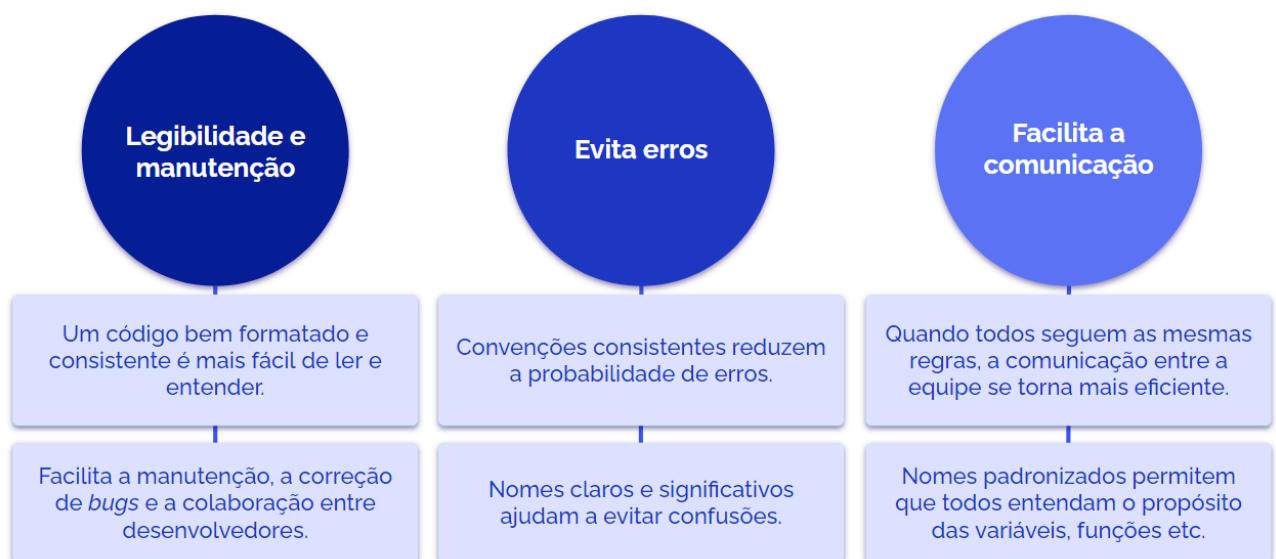 Legibilidade e
manutenção
Um código bem formatado e
consistente é mais fácil de ler e
entender.
Facilita a manutenção, a correção
de bugs e a colaboração entre
desenvolvedores.
Evita erros
Convenções consistentes reduzem
a probabilidade de erros.
Nomes claros e significativos
ajudam a evitar confusões.
Facilita a
comunicação
Quando todos seguem as mesmas
regras, a comunicação entre a
equipe se torna mais eficiente.
Nomes padronizados permitem
que todos entendam o propósito
das variáveis, funções etc.